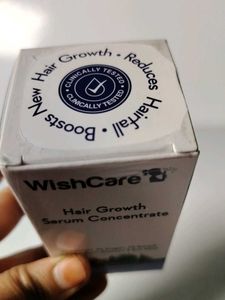 Boosts New Hair Growth • Reduces Hairfall •
CLINICALLY TESTED
CLINICALLY TESTED
WishCare
Hair Growth
Serum Concentrate